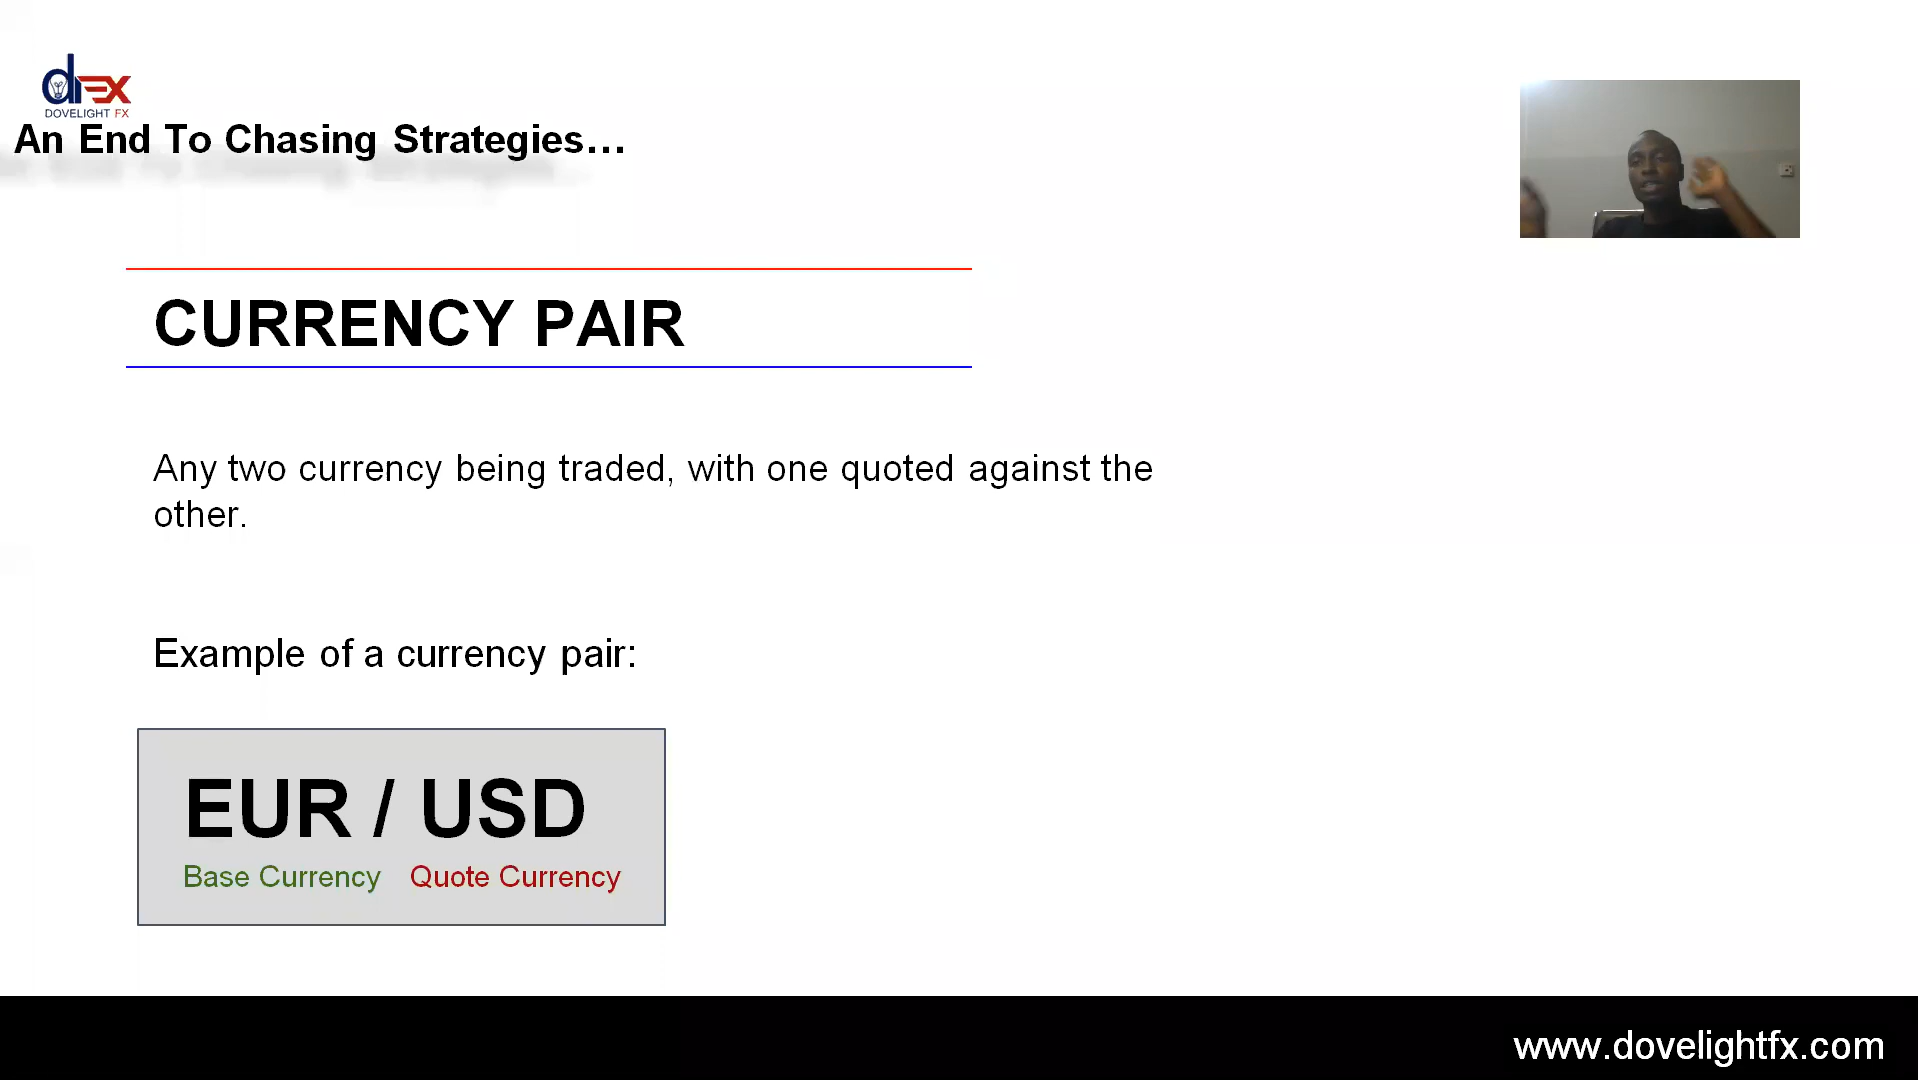 dFX
DOVELIGHT FX
An End To Chasing Strategies...
CURRENCY PAIR
Any two currency being traded, with one quoted against the
other.
Example of a currency pair:
EUR / USD
Base Currency Quote Currency
www.dovelightfx.com